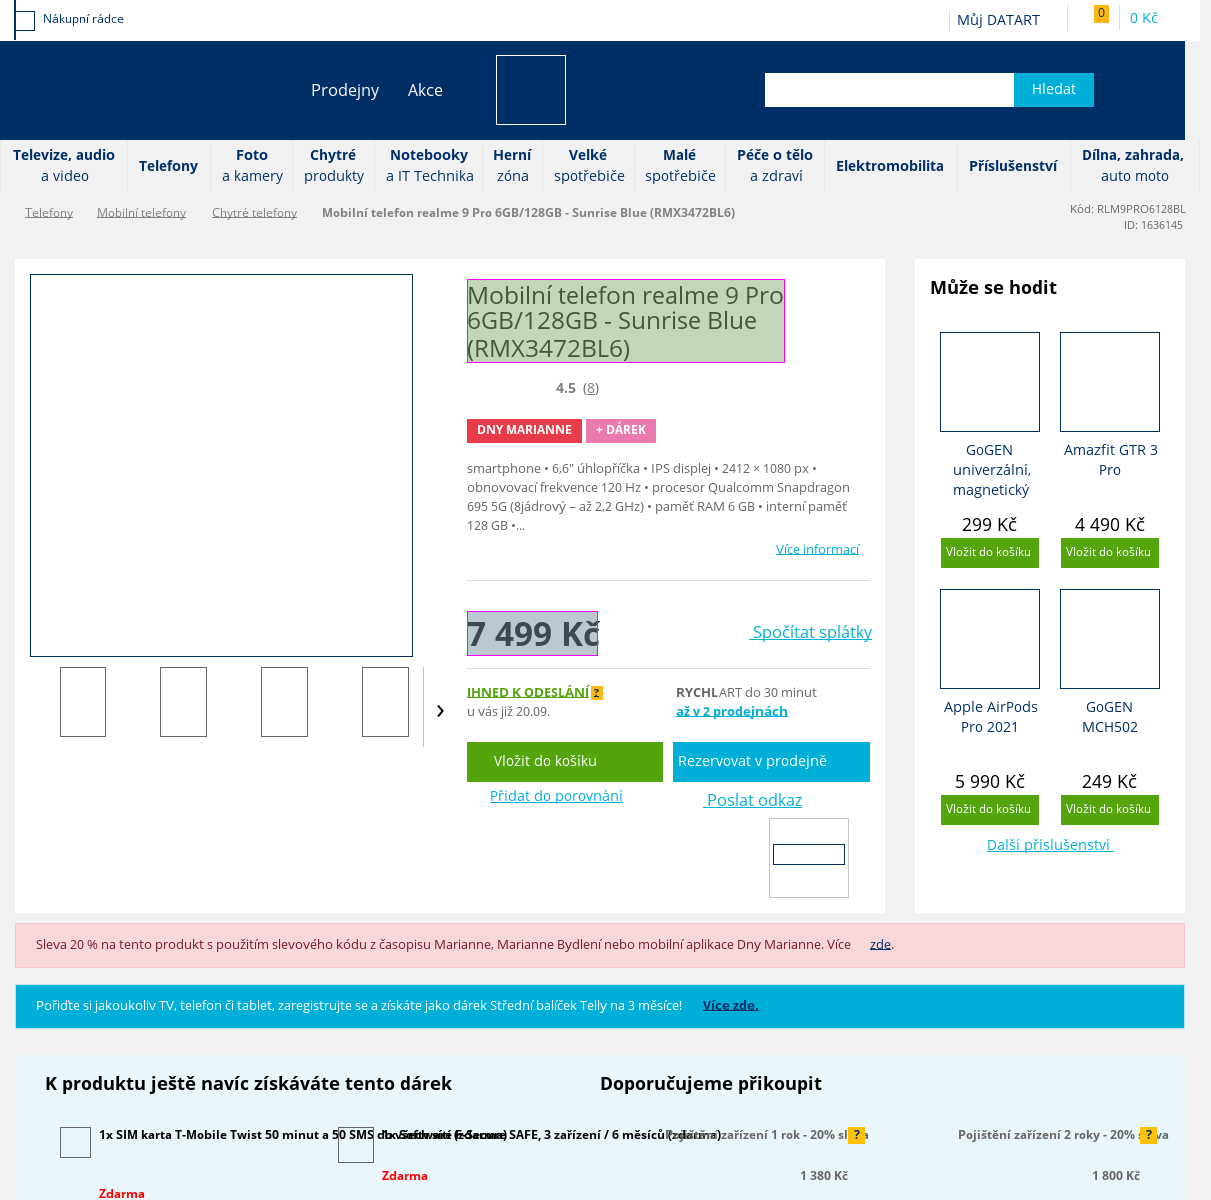 Nákupní rádce
Můj DATART
0
0 Kč
Prodejny
Akce
Hledat
Televize, audio
a video
Telefony
Foto
a kamery
Chytré
produkty
Notebooky
a IT Technika
Herní
zóna
Velké
spotřebiče
Malé
spotřebiče
Péče o tělo
a zdraví
Elektromobilita
Příslušenství
Dílna, zahrada,
auto moto
Telefony
Mobilní telefony
Chytré telefony
Mobilní telefon realme 9 Pro 6GB/128GB - Sunrise Blue (RMX3472BL6)
Kód: RLM9PRO6128BL
ID: 1636145
Mobilní telefon realme 9 Pro
6GB/128GB - Sunrise Blue
(RMX3472BL6)
4.5 (8)
DNY MARIANNE
+ DÁREK
smartphone • 6,6" úhlopříčka • IPS displej • 2412 × 1080 px •
obnovovací frekvence 120 Hz • procesor Qualcomm Snapdragon
695 5G (8jádrový – až 2,2 GHz) • paměť RAM 6 GB • interní paměť
128 GB •...
Více informací
7 499 Kč
Spočítat splátky
IHNED K ODESLÁNÍ ?
u vás již 20.09.
RYCHLART do 30 minut
až v 2 prodejnách
Vložit do košíku
Rezervovat v prodejně
Přidat do porovnání
Poslat odkaz
Může se hodit
GoGEN
univerzální,
magnetický
299 Kč
Vložit do košíku
Amazfit GTR 3
Pro
4 490 Kč
Vložit do košíku
Apple AirPods
Pro 2021
5 990 Kč
Vložit do košíku
GoGEN
MCH502
249 Kč
Vložit do košíku
Další příslušenství
Sleva 20 % na tento produkt s použitím slevového kódu z časopisu Marianne, Marianne Bydlení nebo mobilní aplikace Dny Marianne. Více zde.
Pořiďte si jakoukoliv TV, telefon či tablet, zaregistrujte se a získáte jako dárek Střední balíček Telly na 3 měsíce! Více zde.
K produktu ještě navíc získáváte tento dárek
1x SIM karta T-Mobile Twist 50 minut a 50 SMS do všech sítí (zdarma)
Zdarma
1x Software F-Secure SAFE, 3 zařízení / 6 měsíců (zdarma)
Zdarma
Doporučujeme přikoupit
Pojištění zařízení 1 rok - 20% sleva
?
1 380 Kč
Pojištění zařízení 2 roky - 20% sleva
?
1 800 Kč